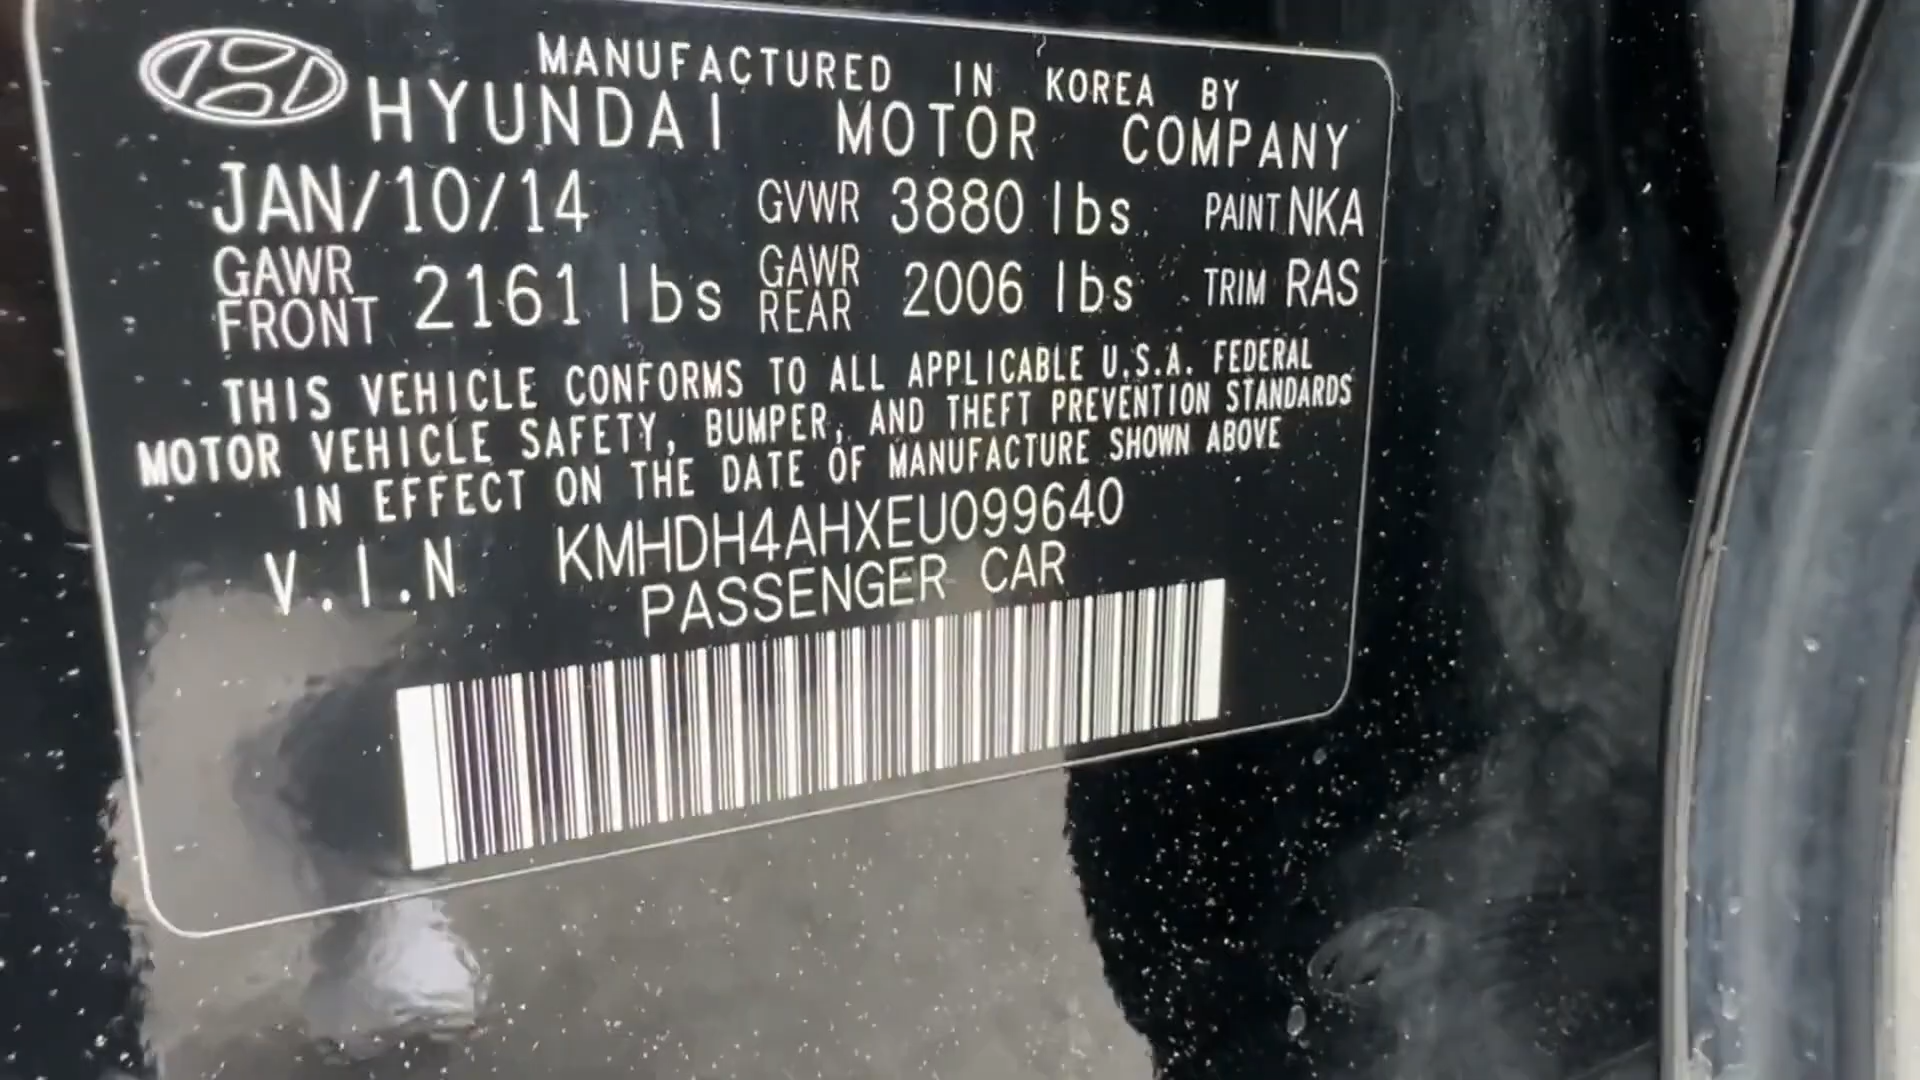 MANUFACTURED IN KOREA BY
HYUNDAI MOTOR COMPANY
JAN/10/14 GVWR 3880 lbs. PAINT NKA
GAWR FRONT 2161 lbs GAWR REAR 2006 lbs TRIM RAS
THIS VEHICLE CONFORMS TO ALL APPLICABLE U.S.A. FEDERAL
MOTOR VEHICLE SAFETY, BUMPER, AND THEFT PREVENTION STANDARDS
IN EFFECT ON THE DATE OF MANUFACTURE SHOWN ABOVE
V.I.N KMHDH4AHXEU099640
PASSENGER CAR